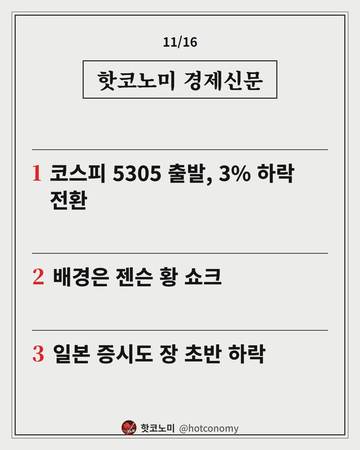 11/16
핫코노미 경제신문
1 코스피 5305 출발, 3% 하락
전환
2 배경은 젠슨 황 쇼크
3 일본 증시도 장 초반 하락
핫코노미 @hotconomy